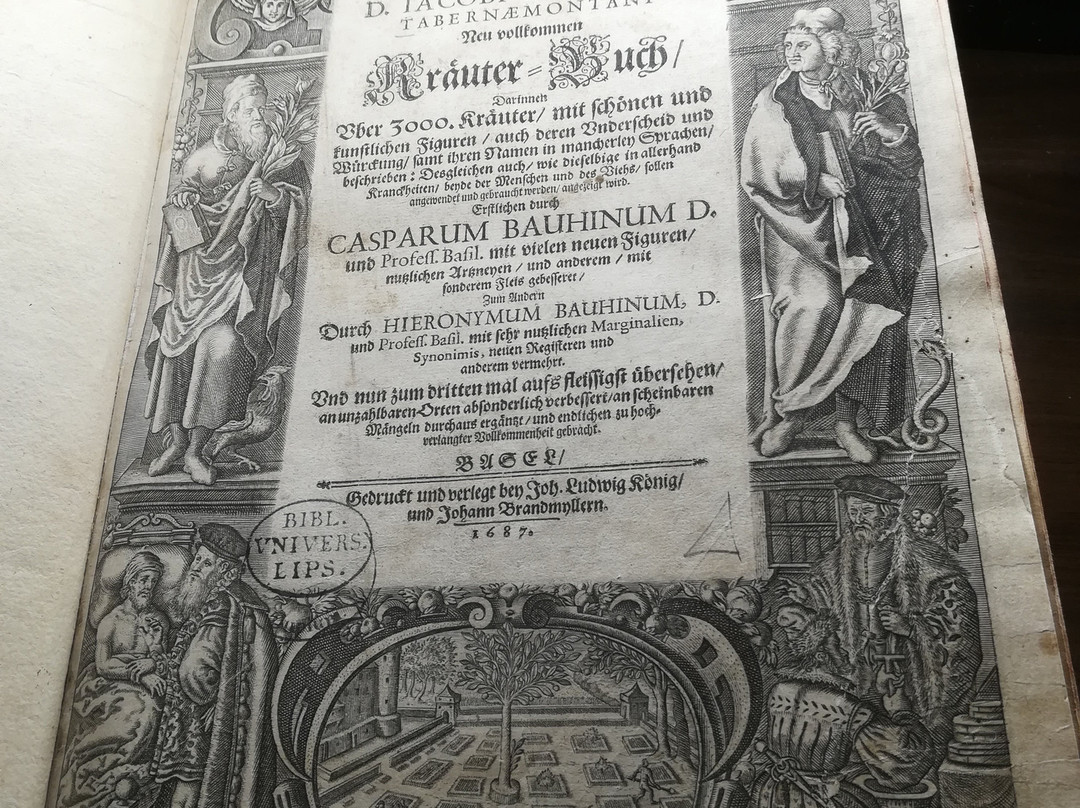 D. JACOBI
TABERNÆMONTANI
Neu vollkommen
Kräuter=Buch/
Darinnen
Vber 3000. Kräuter/ mit schönen und
kunstlichen Figuren/ auch deren Vnderscheid und
Würckung/ samt ihren Namen in mancherley Sprachen/
beschrieben: Desgleichen auch/ wie dieselbige in allerhand
Kranckheiten/ beyde der Menschen und des Viehs/ sollen
angewendet und gebraucht werden/ angezeigt wird.
Erstlichen durch
CASPARUM BAUHINUM D.
und Profess. Basil. mit vielen neuen Figuren/
nutzlichen Artzneyen/ und anderem/ mit
sonderem Fleis gebesseret/
Zum Andern
Durch HIERONYMUM BAUHINUM, D.
und Profess. Basil. mit sehr nutzlichen Marginalien,
Synonimis, neuen Registeren und
anderem vermehrt.
Vnd nun zum dritten mal aufs fleissigst übersehen/
an unzahlbaren Orten absonderlich verbessert/ an scheinbaren
Mängeln durchaus ergäntzt/ und endlichen zu hoch-
verlangter Vollkommenheit gebracht.
BASEL/
Gedruckt und verlegt bey Joh. Ludwig König/
und Johann Brandmyllern.
1687.
BIBL.
VNIVERS.
LIPS.